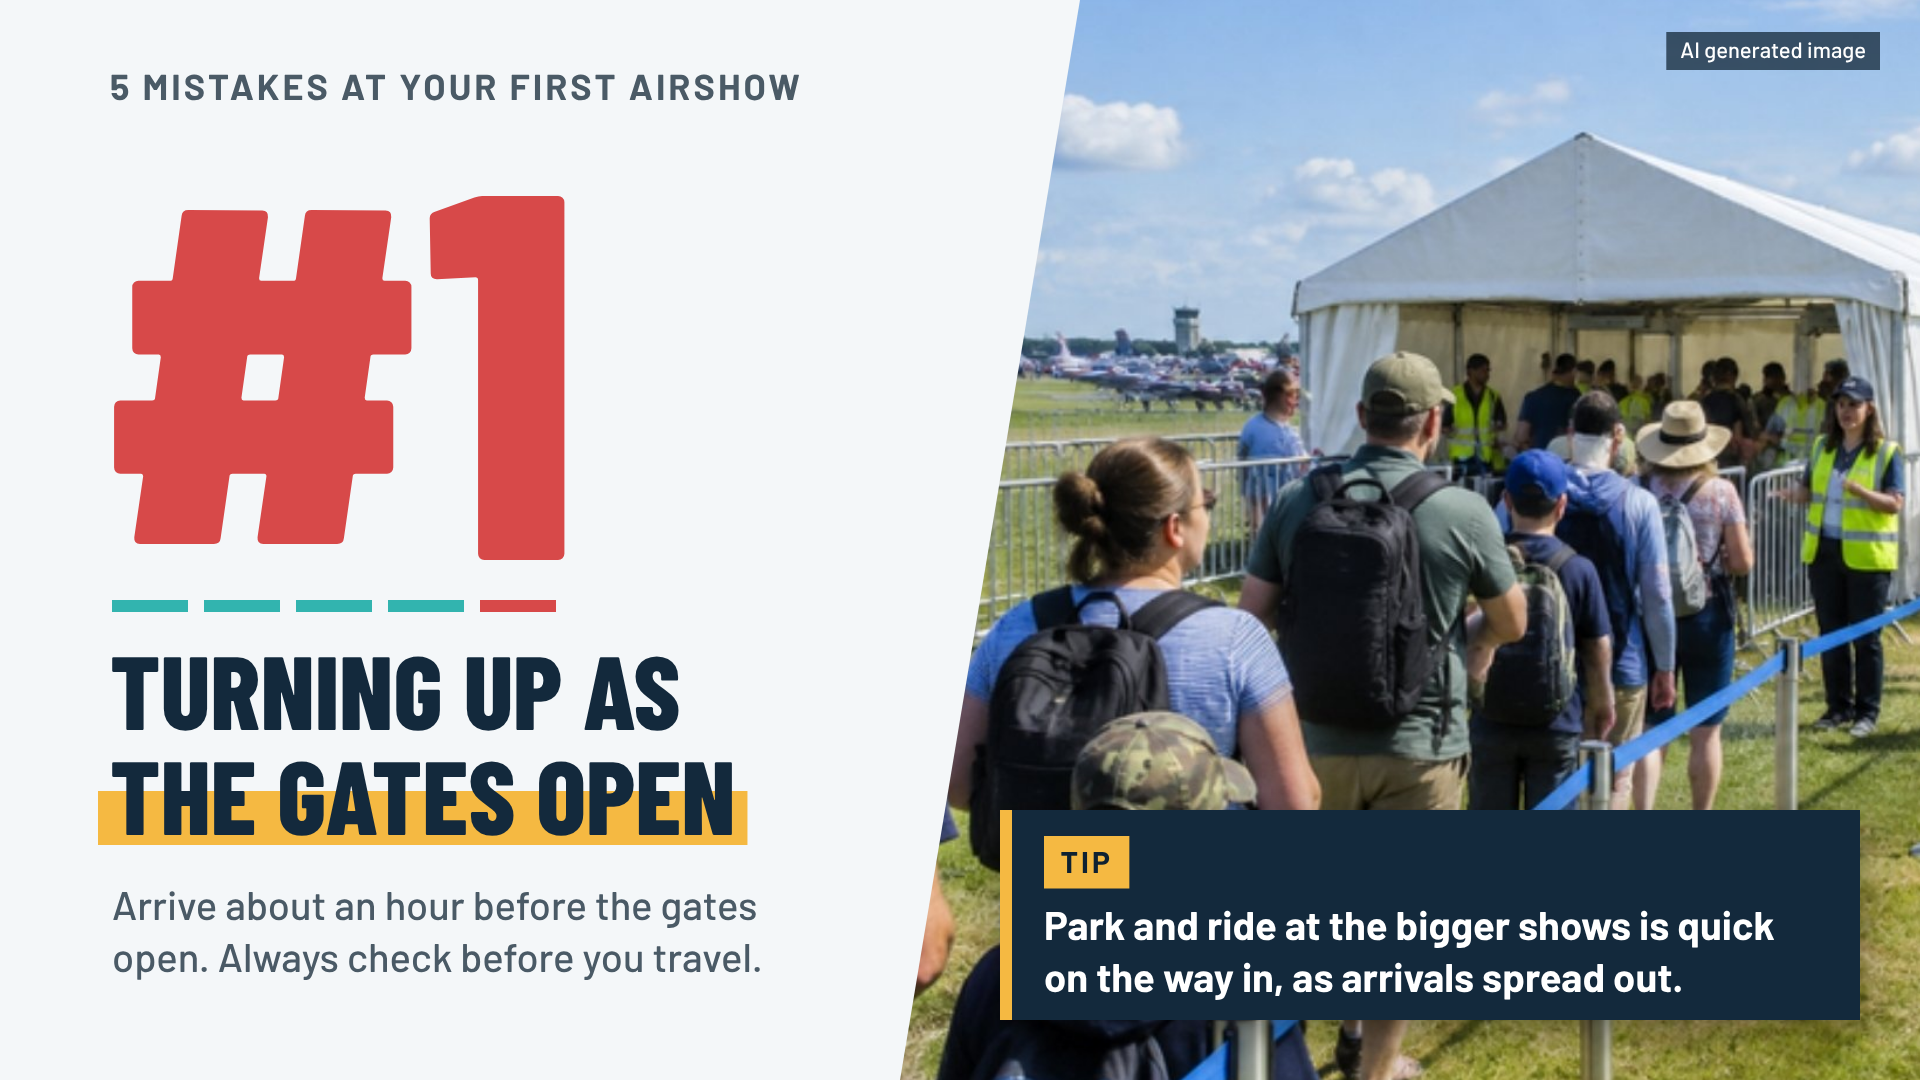 5 MISTAKES AT YOUR FIRST AIRSHOW
AI generated image
#1
TURNING UP AS
THE GATES OPEN
Arrive about an hour before the gates
open. Always check before you travel.
TIP
Park and ride at the bigger shows is quick
on the way in, as arrivals spread out.